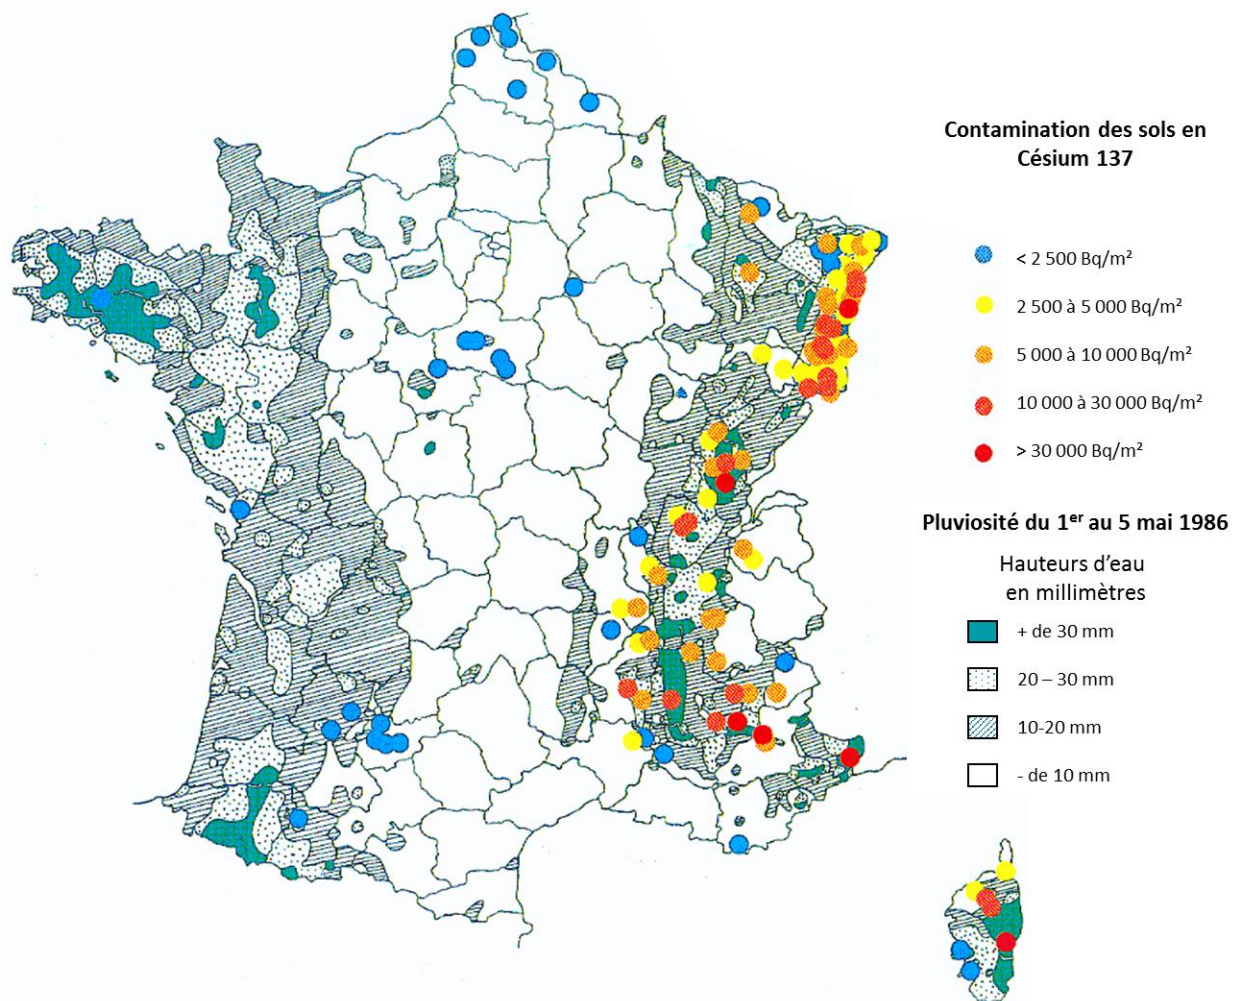 Contamination des sols en
Césium 137
< 2 500 Bq/m²
2 500 à 5 000 Bq/m²
5 000 à 10 000 Bq/m²
10 000 à 30 000 Bq/m²
> 30 000 Bq/m²
Pluviosité du 1er au 5 mai 1986
Hauteurs d’eau
en millimètres
+ de 30 mm
20 – 30 mm
10-20 mm
- de 10 mm